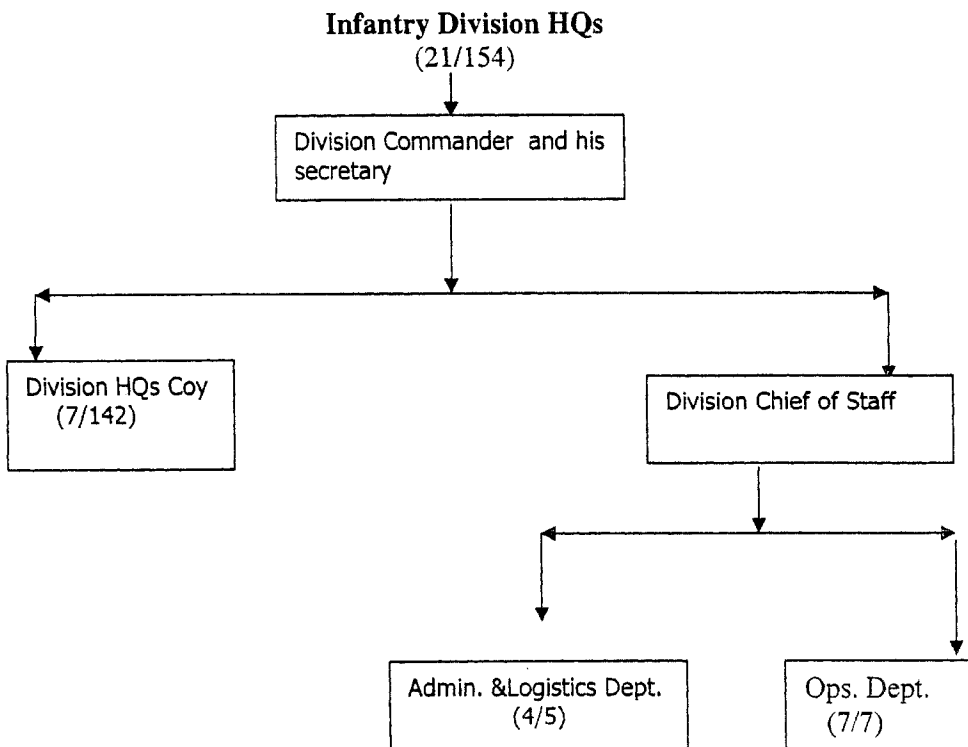 Infantry Division HQs
(21/154)
Division Commander and his
secretary
Division HQs Coy
(7/142)
Division Chief of Staff
Admin. &Logistics Dept.
(4/5)
Ops. Dept.
(7/7)